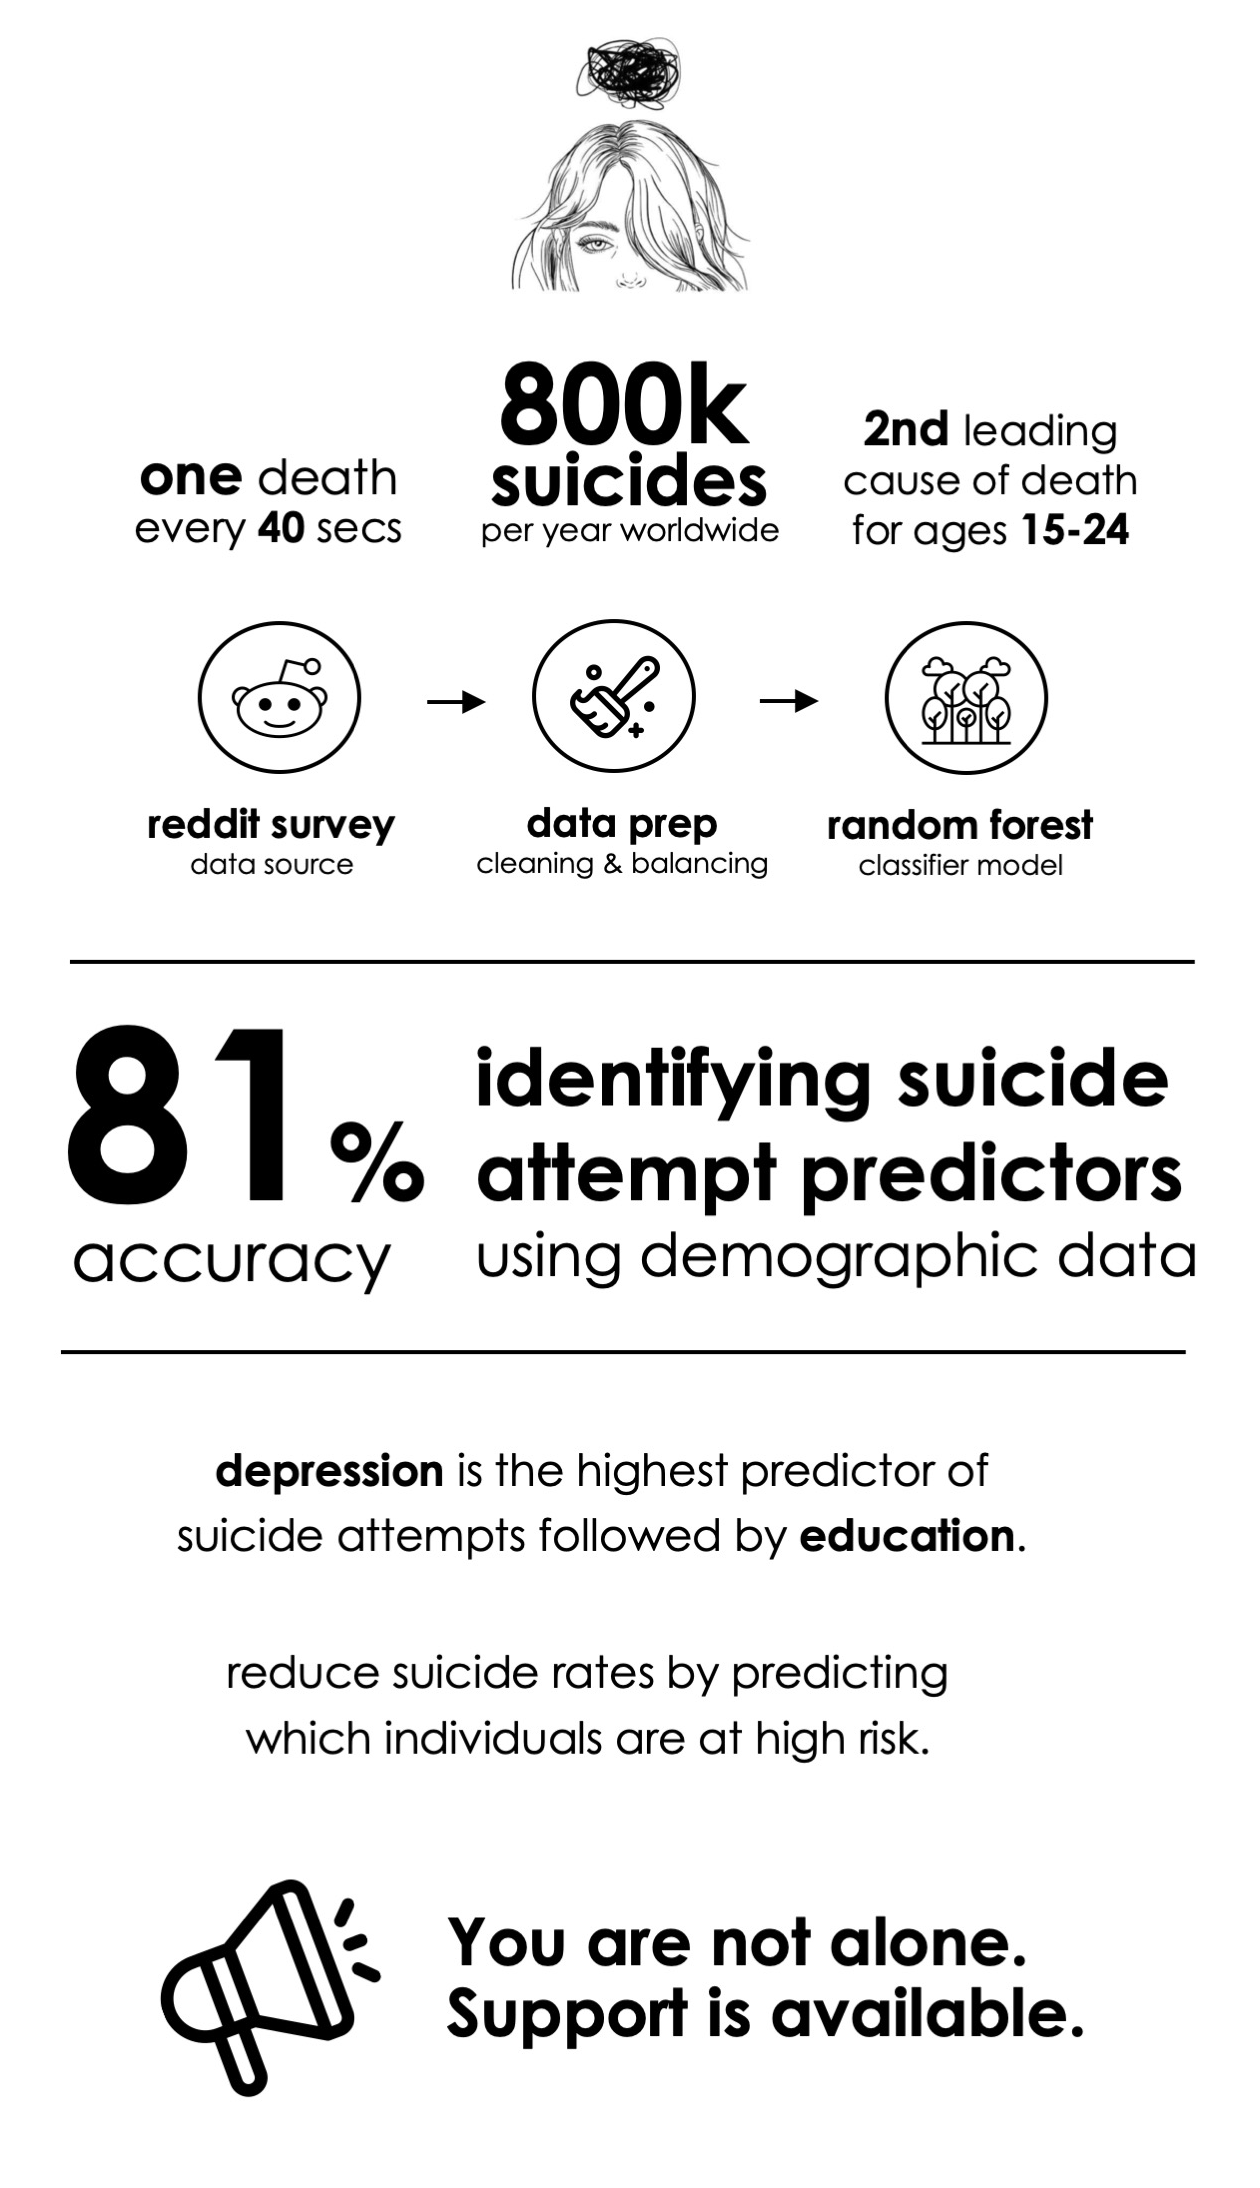 one death
every 40 secs
800k
suicides
per year worldwide
2nd leading
cause of death
for ages 15-24
reddit survey
data source
data prep
cleaning & balancing
random forest
classifier model
81%
accuracy
identifying suicide
attempt predictors
using demographic data
depression is the highest predictor of
suicide attempts followed by education.
reduce suicide rates by predicting
which individuals are at high risk.
You are not alone.
Support is available.